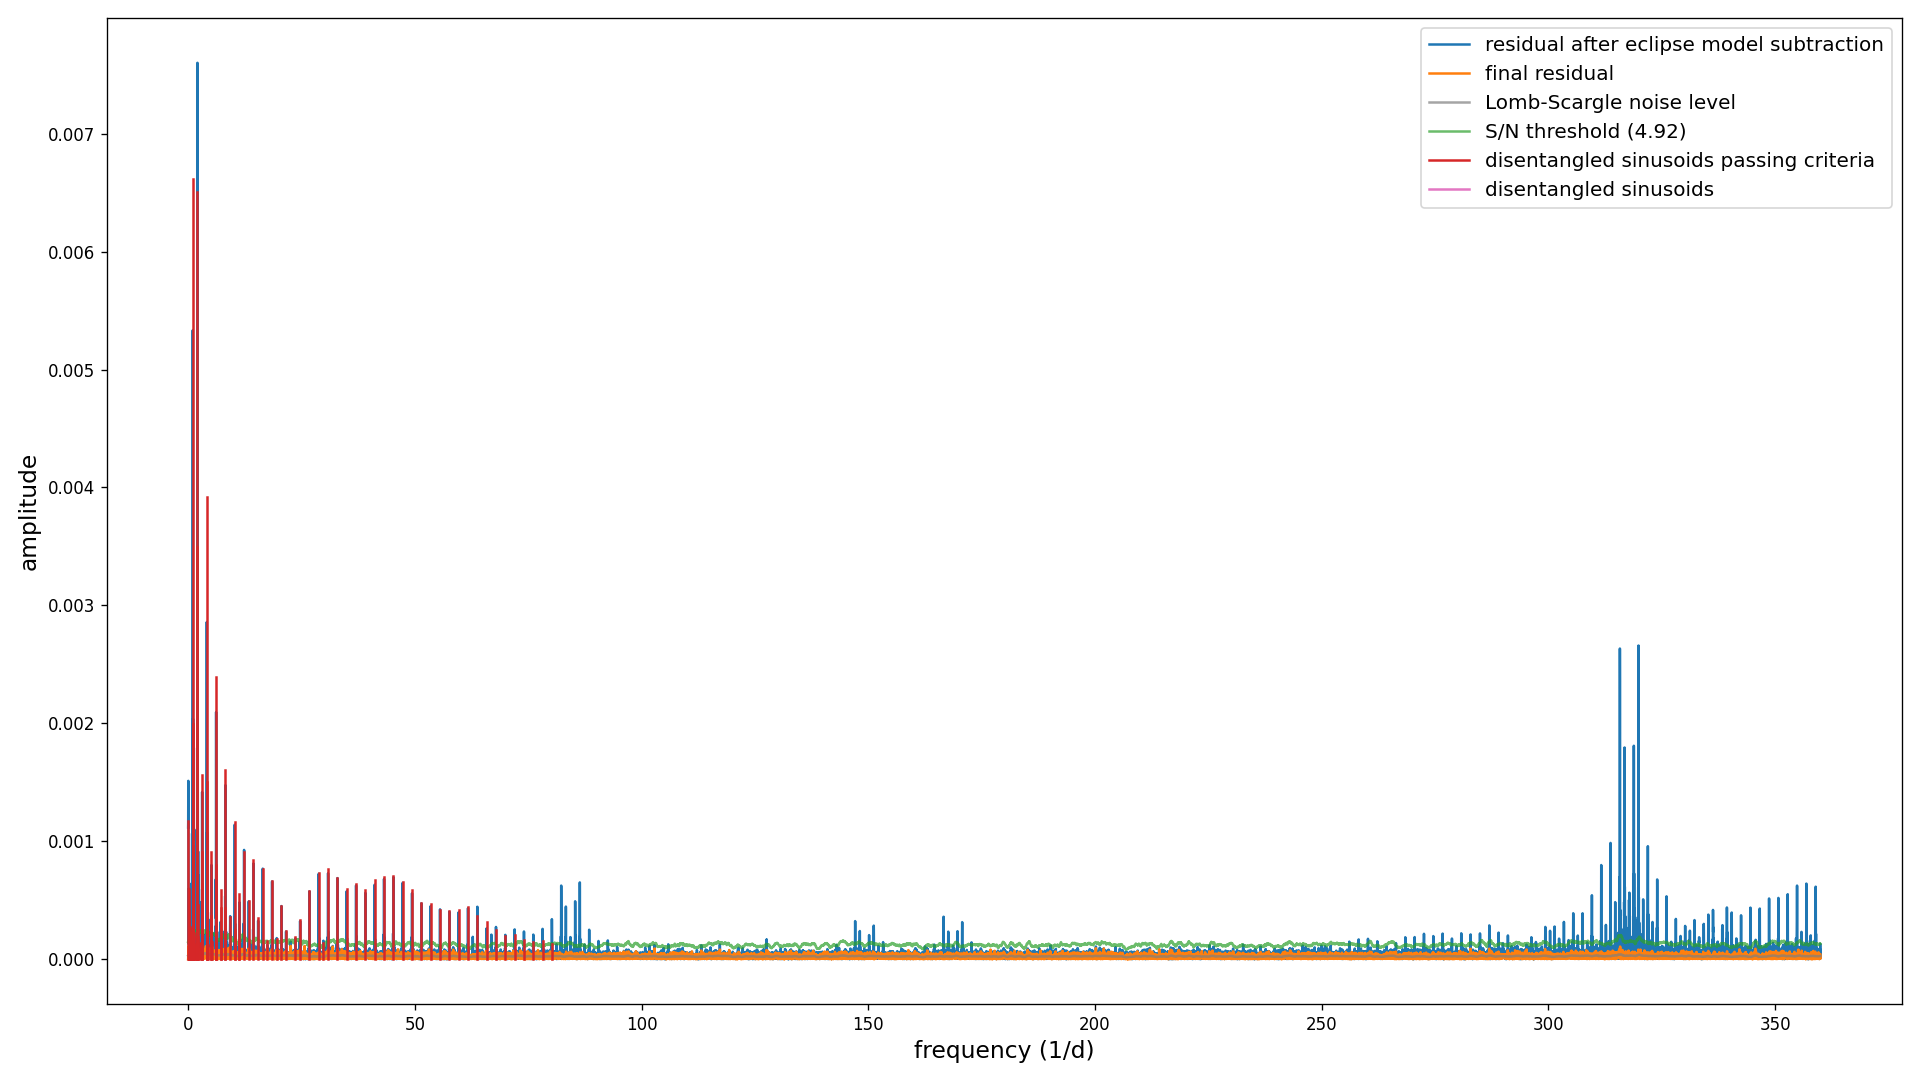 residual after eclipse model subtraction
final residual
Lomb-Scargle noise level
S/N threshold (4.92)
disentangled sinusoids passing criteria
disentangled sinusoids
0.007
0.006
0.005
0.004
0.003
0.002
0.001
0.000
amplitude
0 50 100 150 200 250 300 350
frequency (1/d)